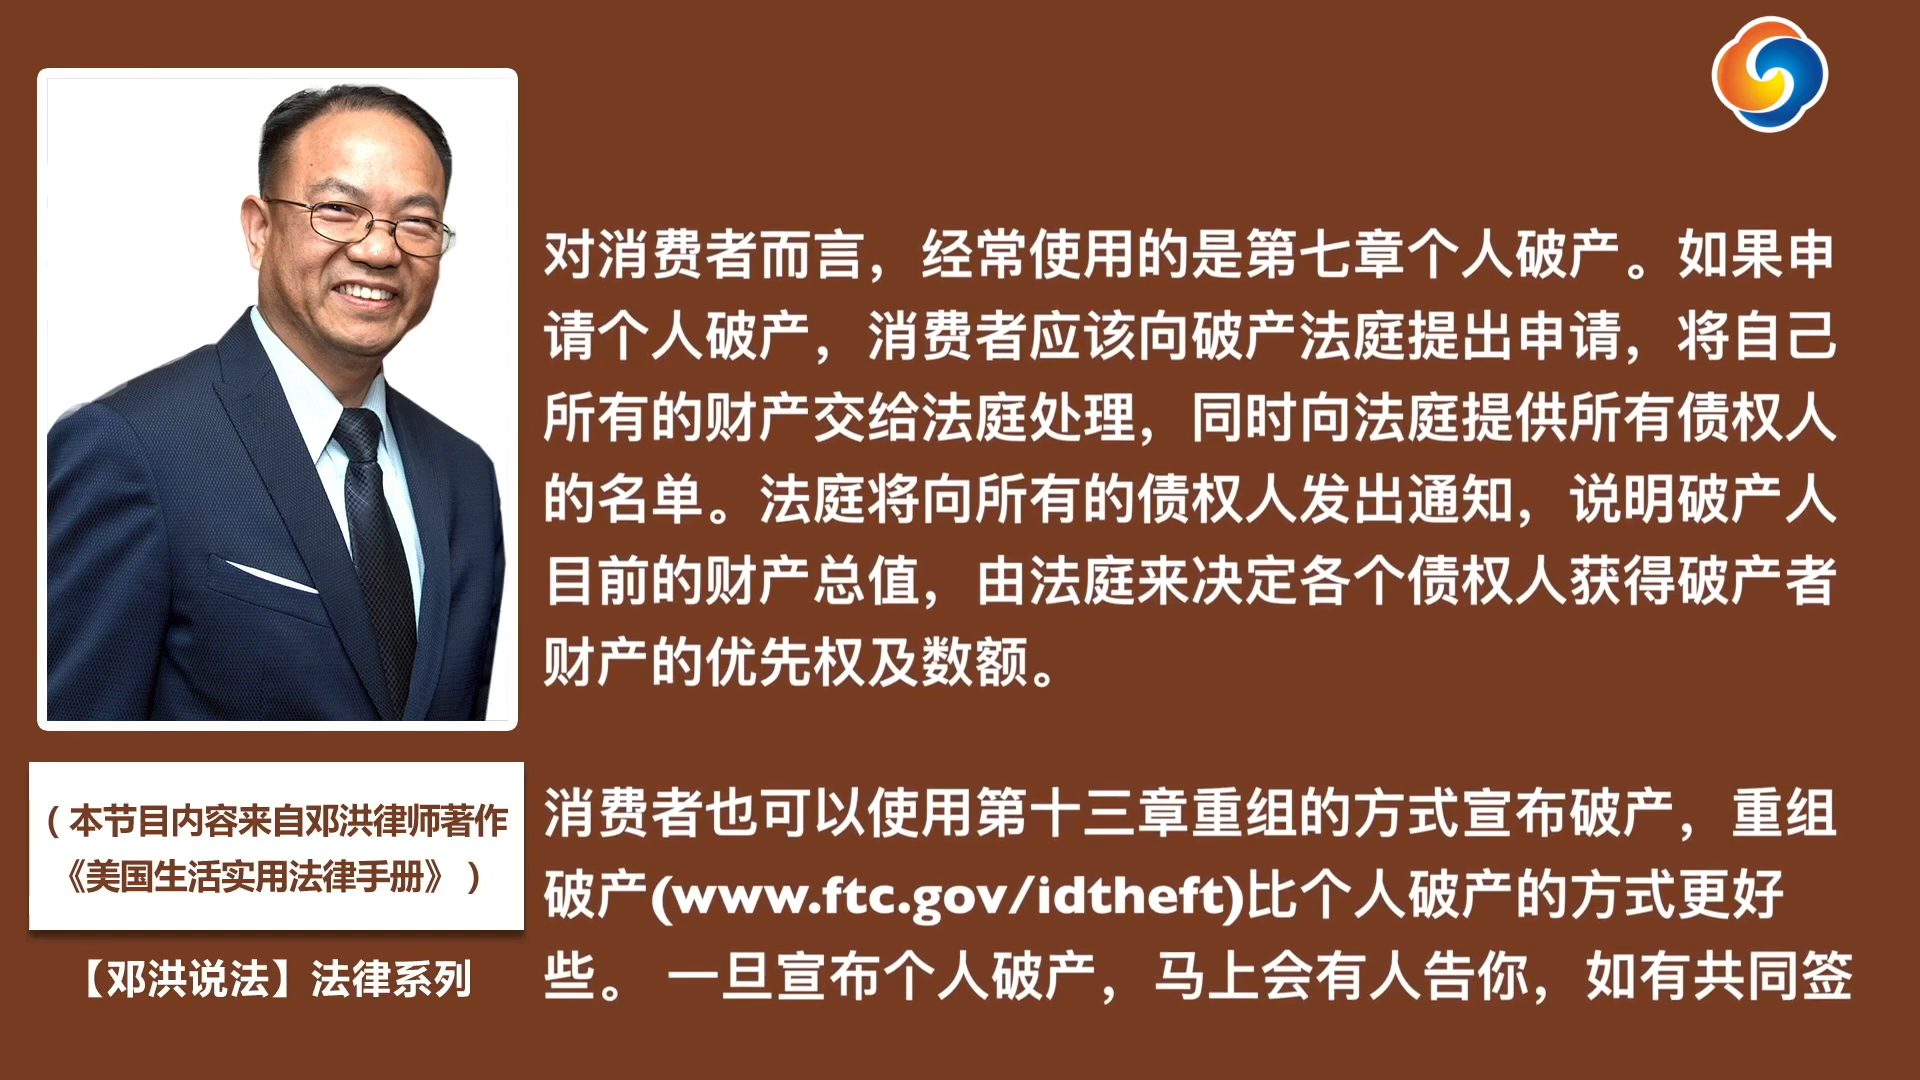 对消费者而言，经常使用的是第七章个人破产。如果申
请个人破产，消费者应该向破产法庭提出申请，将自己
所有的财产交给法庭处理，同时向法庭提供所有债权人
的名单。法庭将向所有的债权人发出通知，说明破产人
目前的财产总值，由法庭来决定各个债权人获得破产者
财产的优先权及数额。
消费者也可以使用第十三章重组的方式宣布破产，重组
破产(www.ftc.gov/idtheft)比个人破产的方式更好
些。 一旦宣布个人破产，马上会有人告你，如有共同签
（本节目内容来自邓洪律师著作
《美国生活实用法律手册》）
【邓洪说法】法律系列